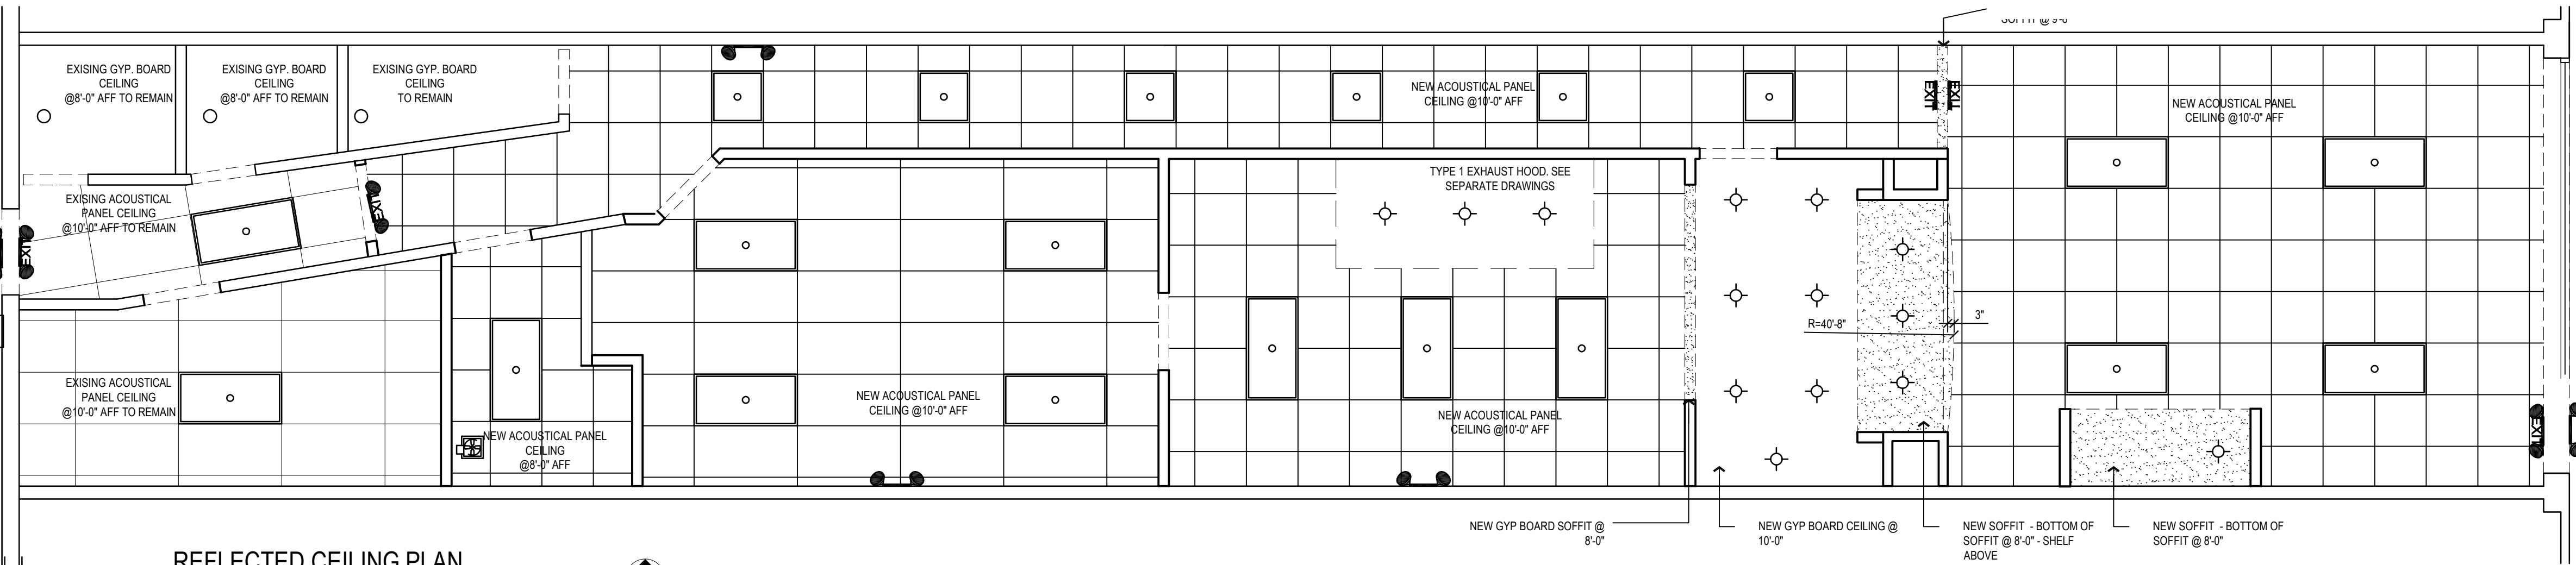 SOFFIT @ 9'-0"
EXISING GYP. BOARD
CEILING
@8'-0" AFF TO REMAIN
EXISING GYP. BOARD
CEILING
@8'-0" AFF TO REMAIN
EXISING GYP. BOARD
CEILING
TO REMAIN
NEW ACOUSTICAL PANEL
CEILING @10'-0" AFF
EXIT
EXIT
NEW ACOUSTICAL PANEL
CEILING @10'-0" AFF
TYPE 1 EXHAUST HOOD. SEE
SEPARATE DRAWINGS
EXISING ACOUSTICAL
PANEL CEILING
@10'-0" AFF TO REMAIN
EXIT
EXIT
R=40'-8"
3"
EXISING ACOUSTICAL
PANEL CEILING
@10'-0" AFF TO REMAIN
NEW ACOUSTICAL PANEL
CEILING
@8'-0" AFF
NEW ACOUSTICAL PANEL
CEILING @10'-0" AFF
NEW ACOUSTICAL PANEL
CEILING @10'-0" AFF
EXIT
NEW GYP BOARD SOFFIT @
8'-0"
NEW GYP BOARD CEILING @
10'-0"
NEW SOFFIT - BOTTOM OF
SOFFIT @ 8'-0" - SHELF
ABOVE
NEW SOFFIT - BOTTOM OF
SOFFIT @ 8'-0"
REFLECTED CEILING PLAN